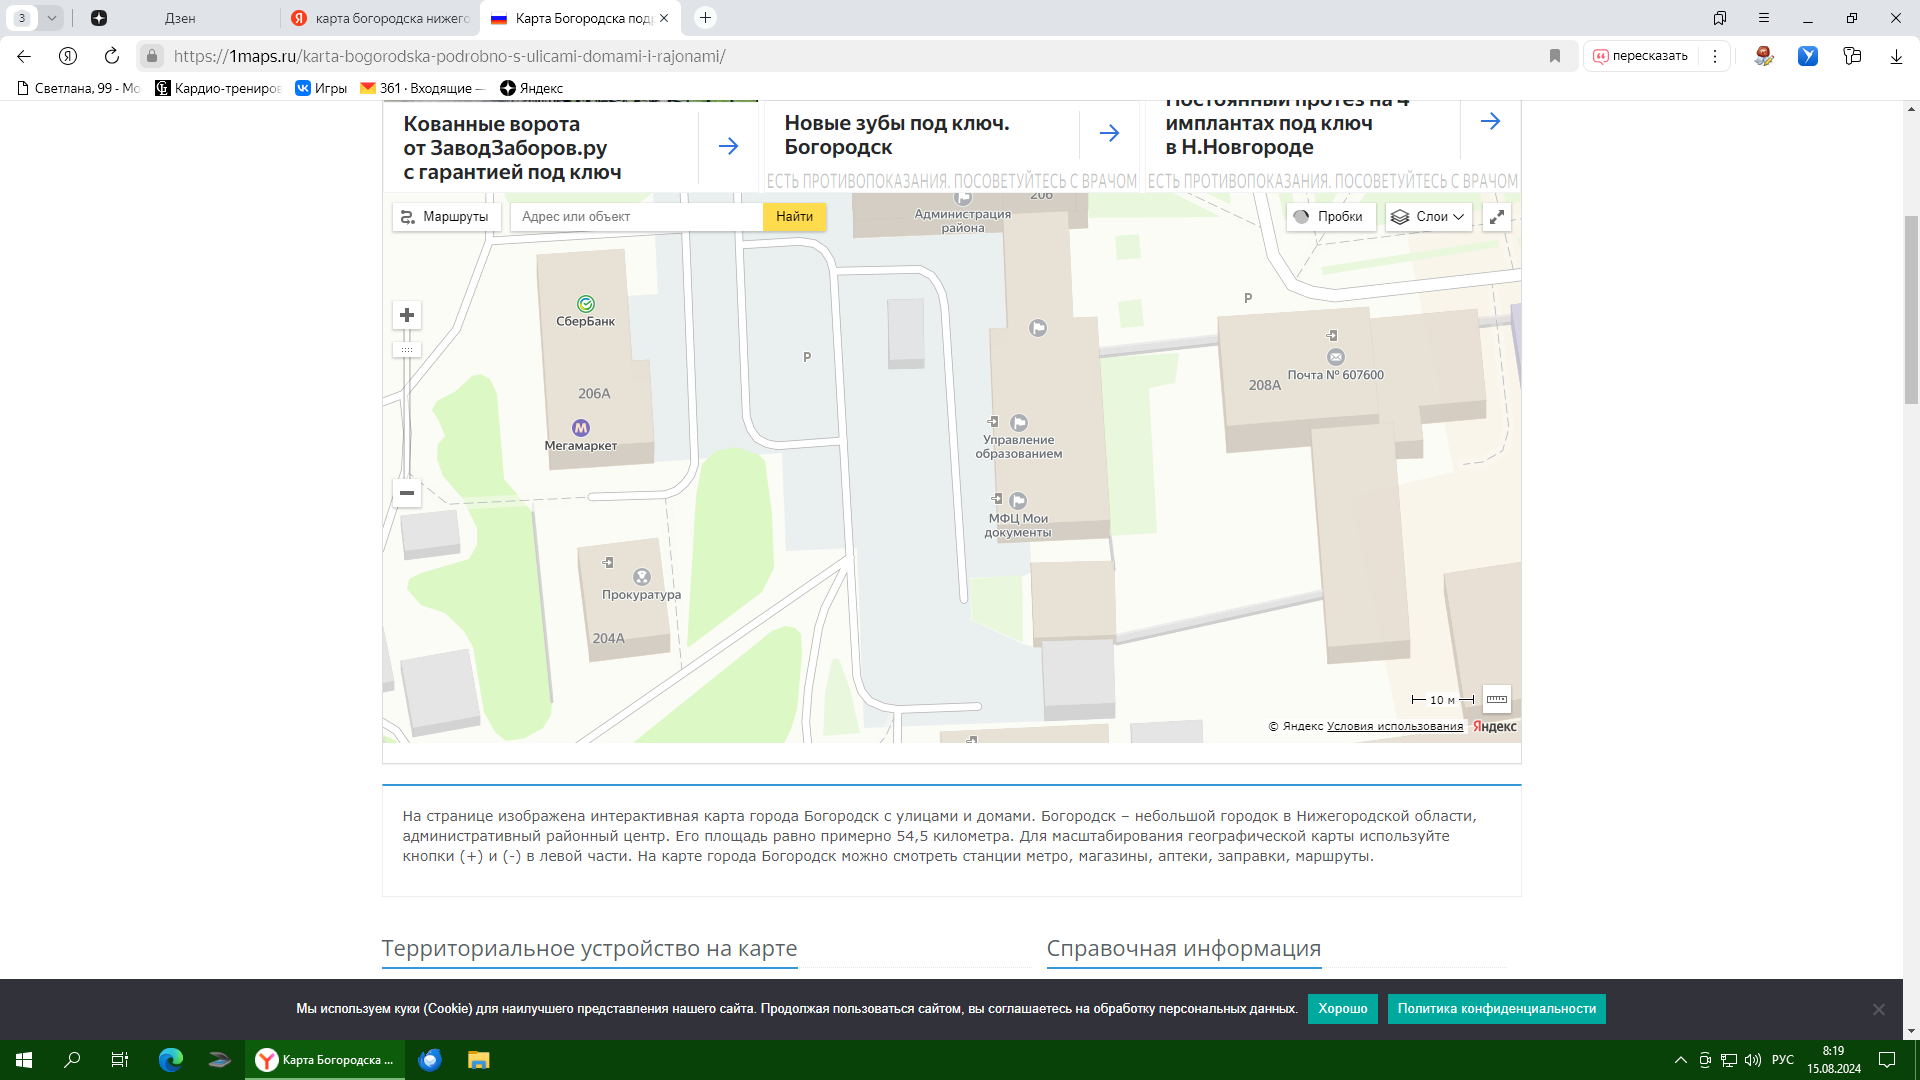 3
Дзен
Я карта богородска нижего
Карта Богородска под
https://1maps.ru/karta-bogorodska-podrobno-s-ulicami-domami-i-rajonami/
пересказать
Светлана, 99 - Мо
Кардио-трениров
Игры
361 · Входящие —
Яндекс
Кованные ворота
от ЗаводЗаборов.ру
с гарантией под ключ
Новые зубы под ключ.
Богородск
ЕСТЬ ПРОТИВОПОКАЗАНИЯ. ПОСОВЕТУЙТЕСЬ С ВРАЧОМ
Постоянный протез на 4
имплантах под ключ
в Н.Новгороде
ЕСТЬ ПРОТИВОПОКАЗАНИЯ. ПОСОВЕТУЙТЕСЬ С ВРАЧОМ
Маршруты
Адрес или объект
Найти
Пробки
Слои
206
Администрация
района
СберБанк
206А
Мегамаркет
P
P
Почта № 607600
208А
Управление
образованием
МФЦ Мои
документы
Прокуратура
204А
10 м
© Яндекс Условия использования Яндекс
На странице изображена интерактивная карта города Богородск с улицами и домами. Богородск – небольшой городок в Нижегородской области,
административный районный центр. Его площадь равно примерно 54,5 километра. Для масштабирования географической карты используйте
кнопки (+) и (-) в левой части. На карте города Богородск можно смотреть станции метро, магазины, аптеки, заправки, маршруты.
Территориальное устройство на карте
Справочная информация
Мы используем куки (Cookie) для наилучшего представления нашего сайта. Продолжая пользоваться сайтом, вы соглашаетесь на обработку персональных данных.
Хорошо
Политика конфиденциальности
Карта Богородска ...
РУС
8:19
15.08.2024